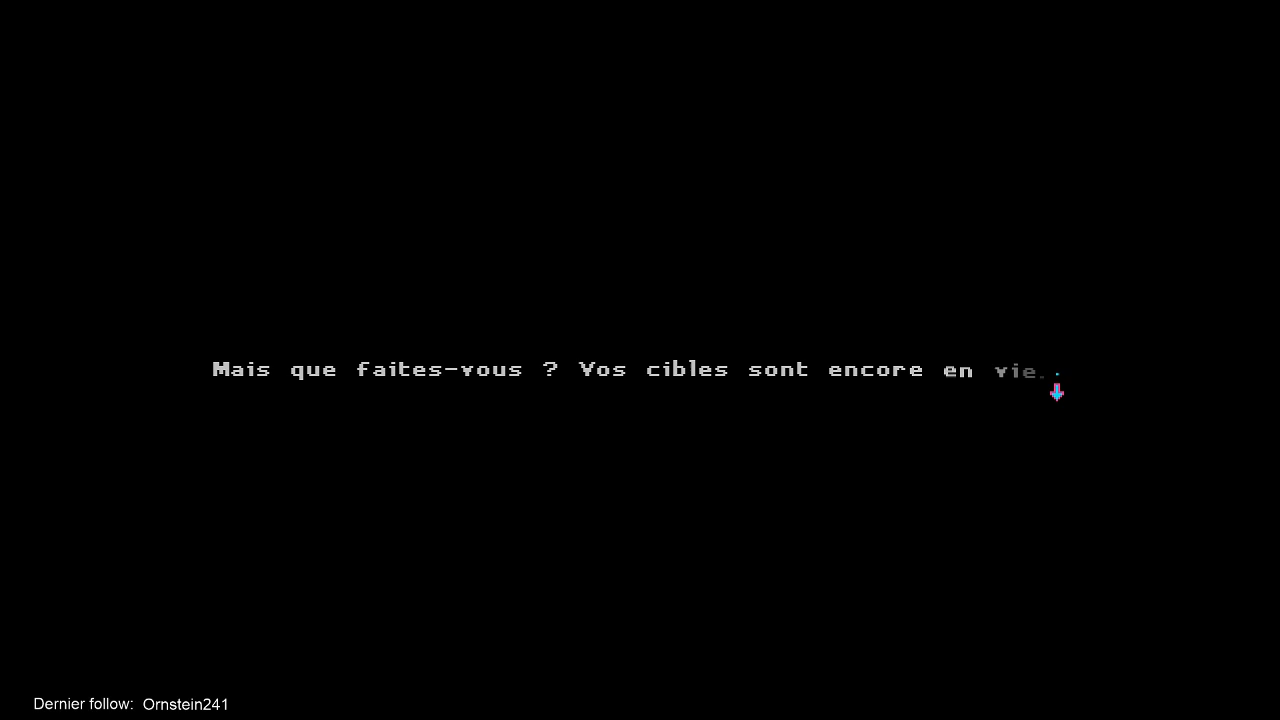 Mais que faites-vous ? Vos cibles sont encore en vie.
Dernier follow: Ornstein241